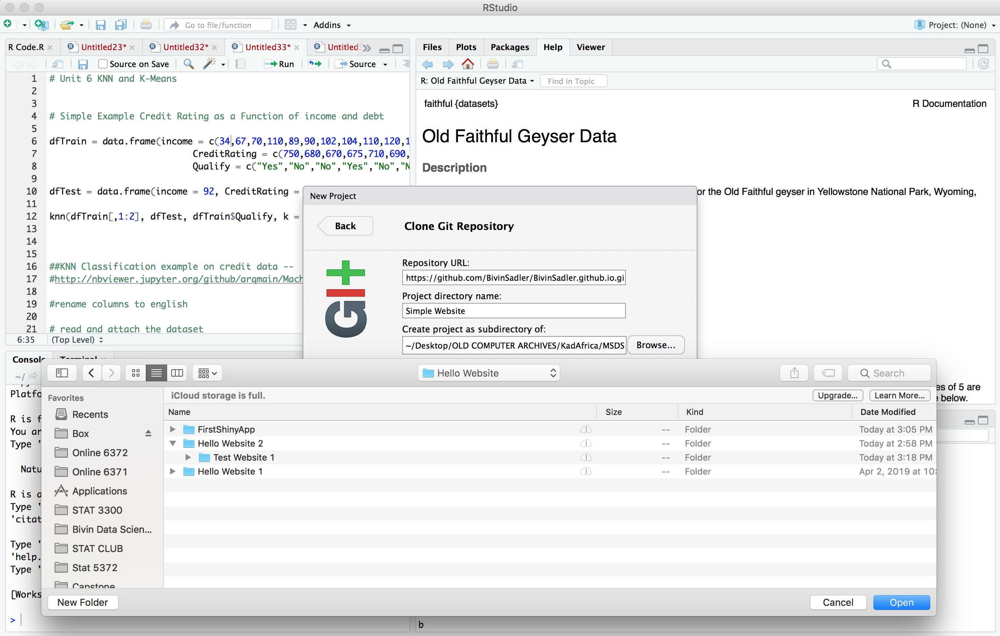 RStudio
Go to file/function
Addins
Project: (None)
R Code.R
Untitled23*
Untitled32*
Untitled33*
Source on Save
Run
Source
1 # Unit 6 KNN and K-Means
2
3
4 # Simple Example Credit Rating as a Function of income and debt
5
6 dfTrain = data.frame(income = c(34,67,70,110,89,90,102,104,110,120,1
7 CreditRating = c(750,680,670,675,710,690,
8 Qualify = c("Yes","No","No","Yes","No","N
9
10 dfTest = data.frame(income = 92, CreditRating =
11
12 knn(dfTrain[,1:2], dfTest, dfTrain$Qualify, k =
13
14
15
16 ##KNN Classification example on credit data --
17 #http://nbviewer.jupyter.org/github/arqmain/Mach
18
19 #rename columns to english
20
21 # read and attach the dataset
6:35 (Top Level)
Files Plots Packages Help Viewer
R: Old Faithful Geyser Data
Find in Topic
faithful {datasets}
R Documentation
Old Faithful Geyser Data
Description
or the Old Faithful geyser in Yellowstone National Park, Wyoming,
New Project
Back
Clone Git Repository
Git
Repository URL:
https://github.com/BivinSadler/BivinSadler.github.io.gi
Project directory name:
Simple Website
Create project as subdirectory of:
~/Desktop/OLD COMPUTER ARCHIVES/KadAfrica/MSDS
Browse...
Console Terminal
~/
Platfo
R is f
You ar
Type '
Natu
R is a
Type '
'citat
Type '
'help.
Type '
[Works
>
Hello Website
Search
Favorites
Recents
Box
Online 6372
Online 6371
Applications
STAT 3300
Bivin Data Scien...
STAT CLUB
Stat 5372
Capstone
iCloud storage is full.
Upgrade...
Learn More...
Name Size Kind Date Modified
FirstShinyApp -- Folder Today at 3:05 PM
Hello Website 2 -- Folder Today at 2:58 PM
Test Website 1 -- Folder Today at 3:18 PM
Hello Website 1 -- Folder Apr 2, 2019 at 10:
New Folder
Cancel
Open
es of 5 are
below.
b